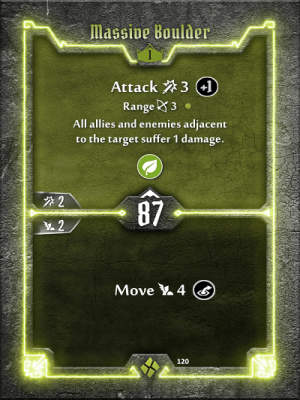 Massive Boulder
1
Attack 3 +1
Range 3
All allies and enemies adjacent
to the target suffer 1 damage.
2
87
2
Move 4
120